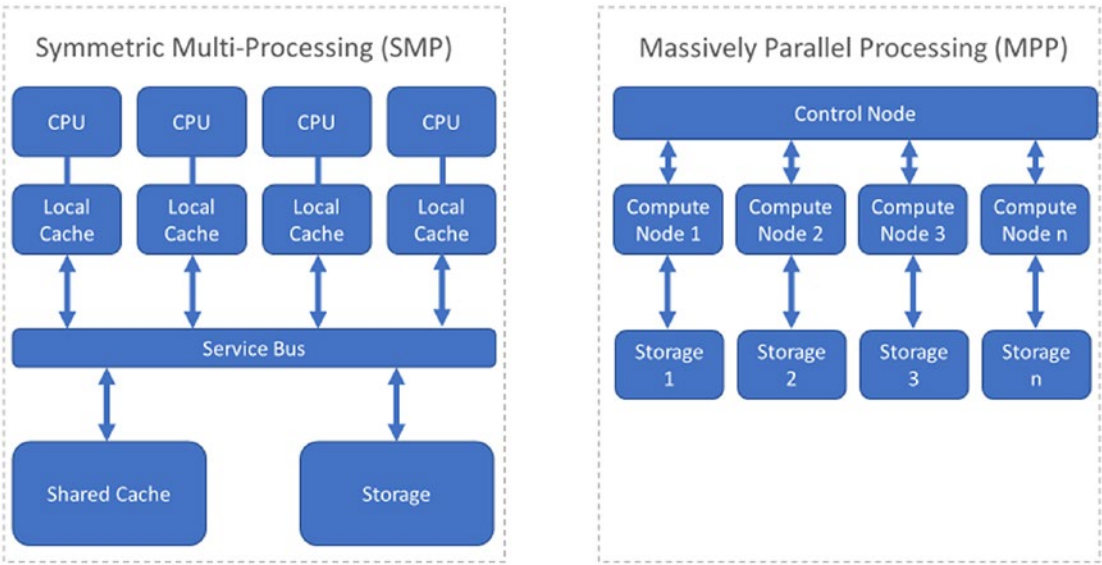 Symmetric Multi-Processing (SMP)
CPU
CPU
CPU
CPU
Local
Cache
Local
Cache
Local
Cache
Local
Cache
Service Bus
Shared Cache
Storage
Massively Parallel Processing (MPP)
Control Node
Compute
Node 1
Compute
Node 2
Compute
Node 3
Compute
Node n
Storage
1
Storage
2
Storage
3
Storage
n